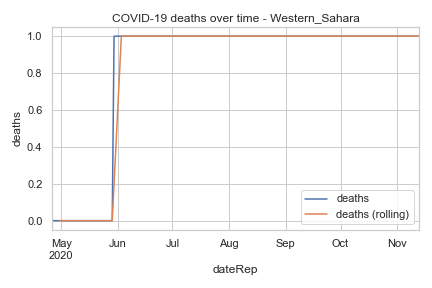 COVID-19 deaths over time - Western_Sahara
deaths
1.0
0.8
0.6
0.4
0.2
0.0
deaths
deaths (rolling)
May Jun Jul Aug Sep Oct Nov
2020
dateRep